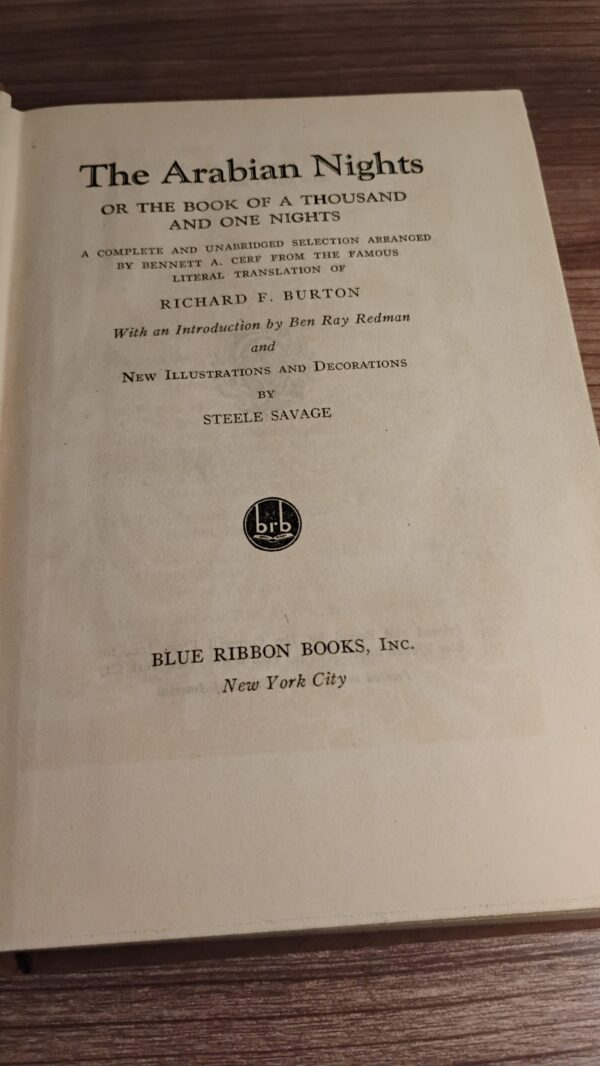 The Arabian Nights
OR THE BOOK OF A THOUSAND
AND ONE NIGHTS
A COMPLETE AND UNABRIDGED SELECTION ARRANGED
BY BENNETT A. CERF FROM THE FAMOUS
LITERAL TRANSLATION OF
RICHARD F. BURTON
With an Introduction by Ben Ray Redman
and
NEW ILLUSTRATIONS AND DECORATIONS
BY
STEELE SAVAGE
brb
BLUE RIBBON BOOKS, INC.
New York City